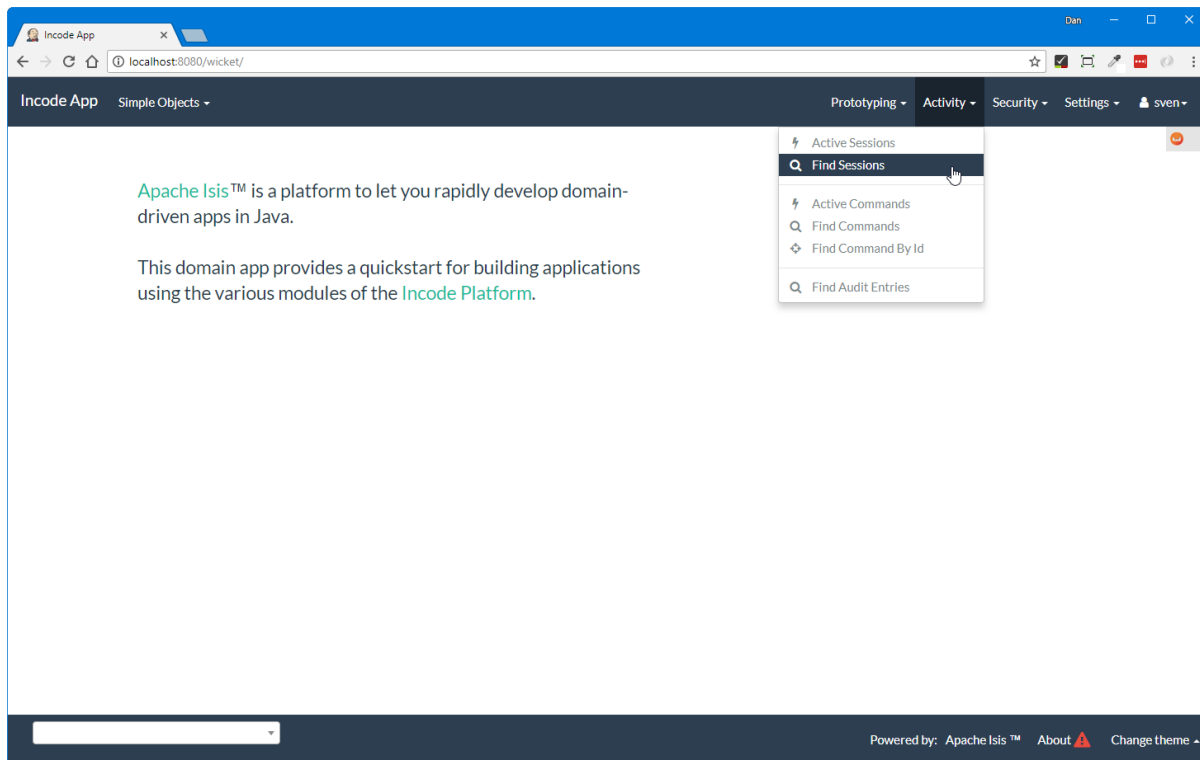 Dan
Incode App
localhost:8080/wicket/
Incode App Simple Objects Prototyping Activity Security Settings sven
Active Sessions
Find Sessions
Active Commands
Find Commands
Find Command By Id
Find Audit Entries
Apache Isis™ is a platform to let you rapidly develop domain-
driven apps in Java.
This domain app provides a quickstart for building applications
using the various modules of the Incode Platform.
Powered by: Apache Isis ™ About Change theme